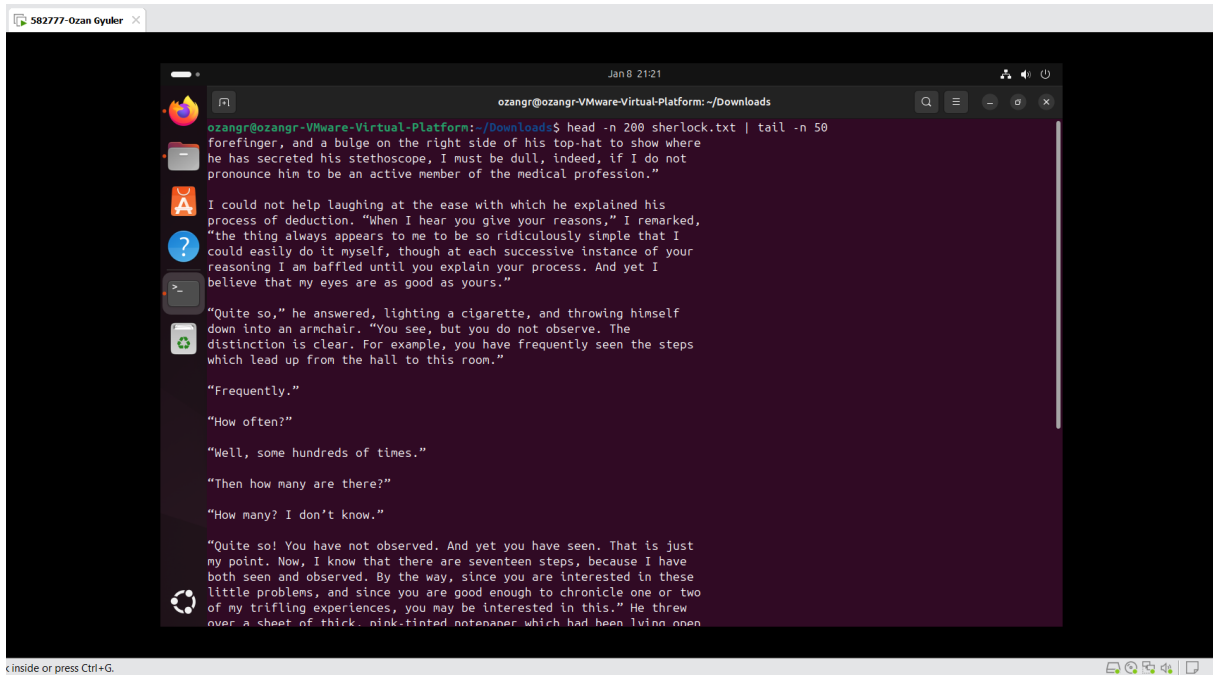 582777-Ozan Gyuler
Jan 8 21:21
ozangr@ozangr-VMware-Virtual-Platform: ~/Downloads
ozangr@ozangr-VMware-Virtual-Platform:~/Downloads$ head -n 200 sherlock.txt | tail -n 50
forefinger, and a bulge on the right side of his top-hat to show where
he has secreted his stethoscope, I must be dull, indeed, if I do not
pronounce him to be an active member of the medical profession.”
I could not help laughing at the ease with which he explained his
process of deduction. “When I hear you give your reasons,” I remarked,
“the thing always appears to me to be so ridiculously simple that I
could easily do it myself, though at each successive instance of your
reasoning I am baffled until you explain your process. And yet I
believe that my eyes are as good as yours.”
“Quite so,” he answered, lighting a cigarette, and throwing himself
down into an armchair. “You see, but you do not observe. The
distinction is clear. For example, you have frequently seen the steps
which lead up from the hall to this room.”
“Frequently.”
“How often?”
“Well, some hundreds of times.”
“Then how many are there?”
“How many? I don’t know.”
“Quite so! You have not observed. And yet you have seen. That is just
my point. Now, I know that there are seventeen steps, because I have
both seen and observed. By the way, since you are interested in these
little problems, and since you are good enough to chronicle one or two
of my trifling experiences, you may be interested in this.” He threw
over a sheet of thick, pink-tinted notepaper which had been lying open
inside or press Ctrl+G.